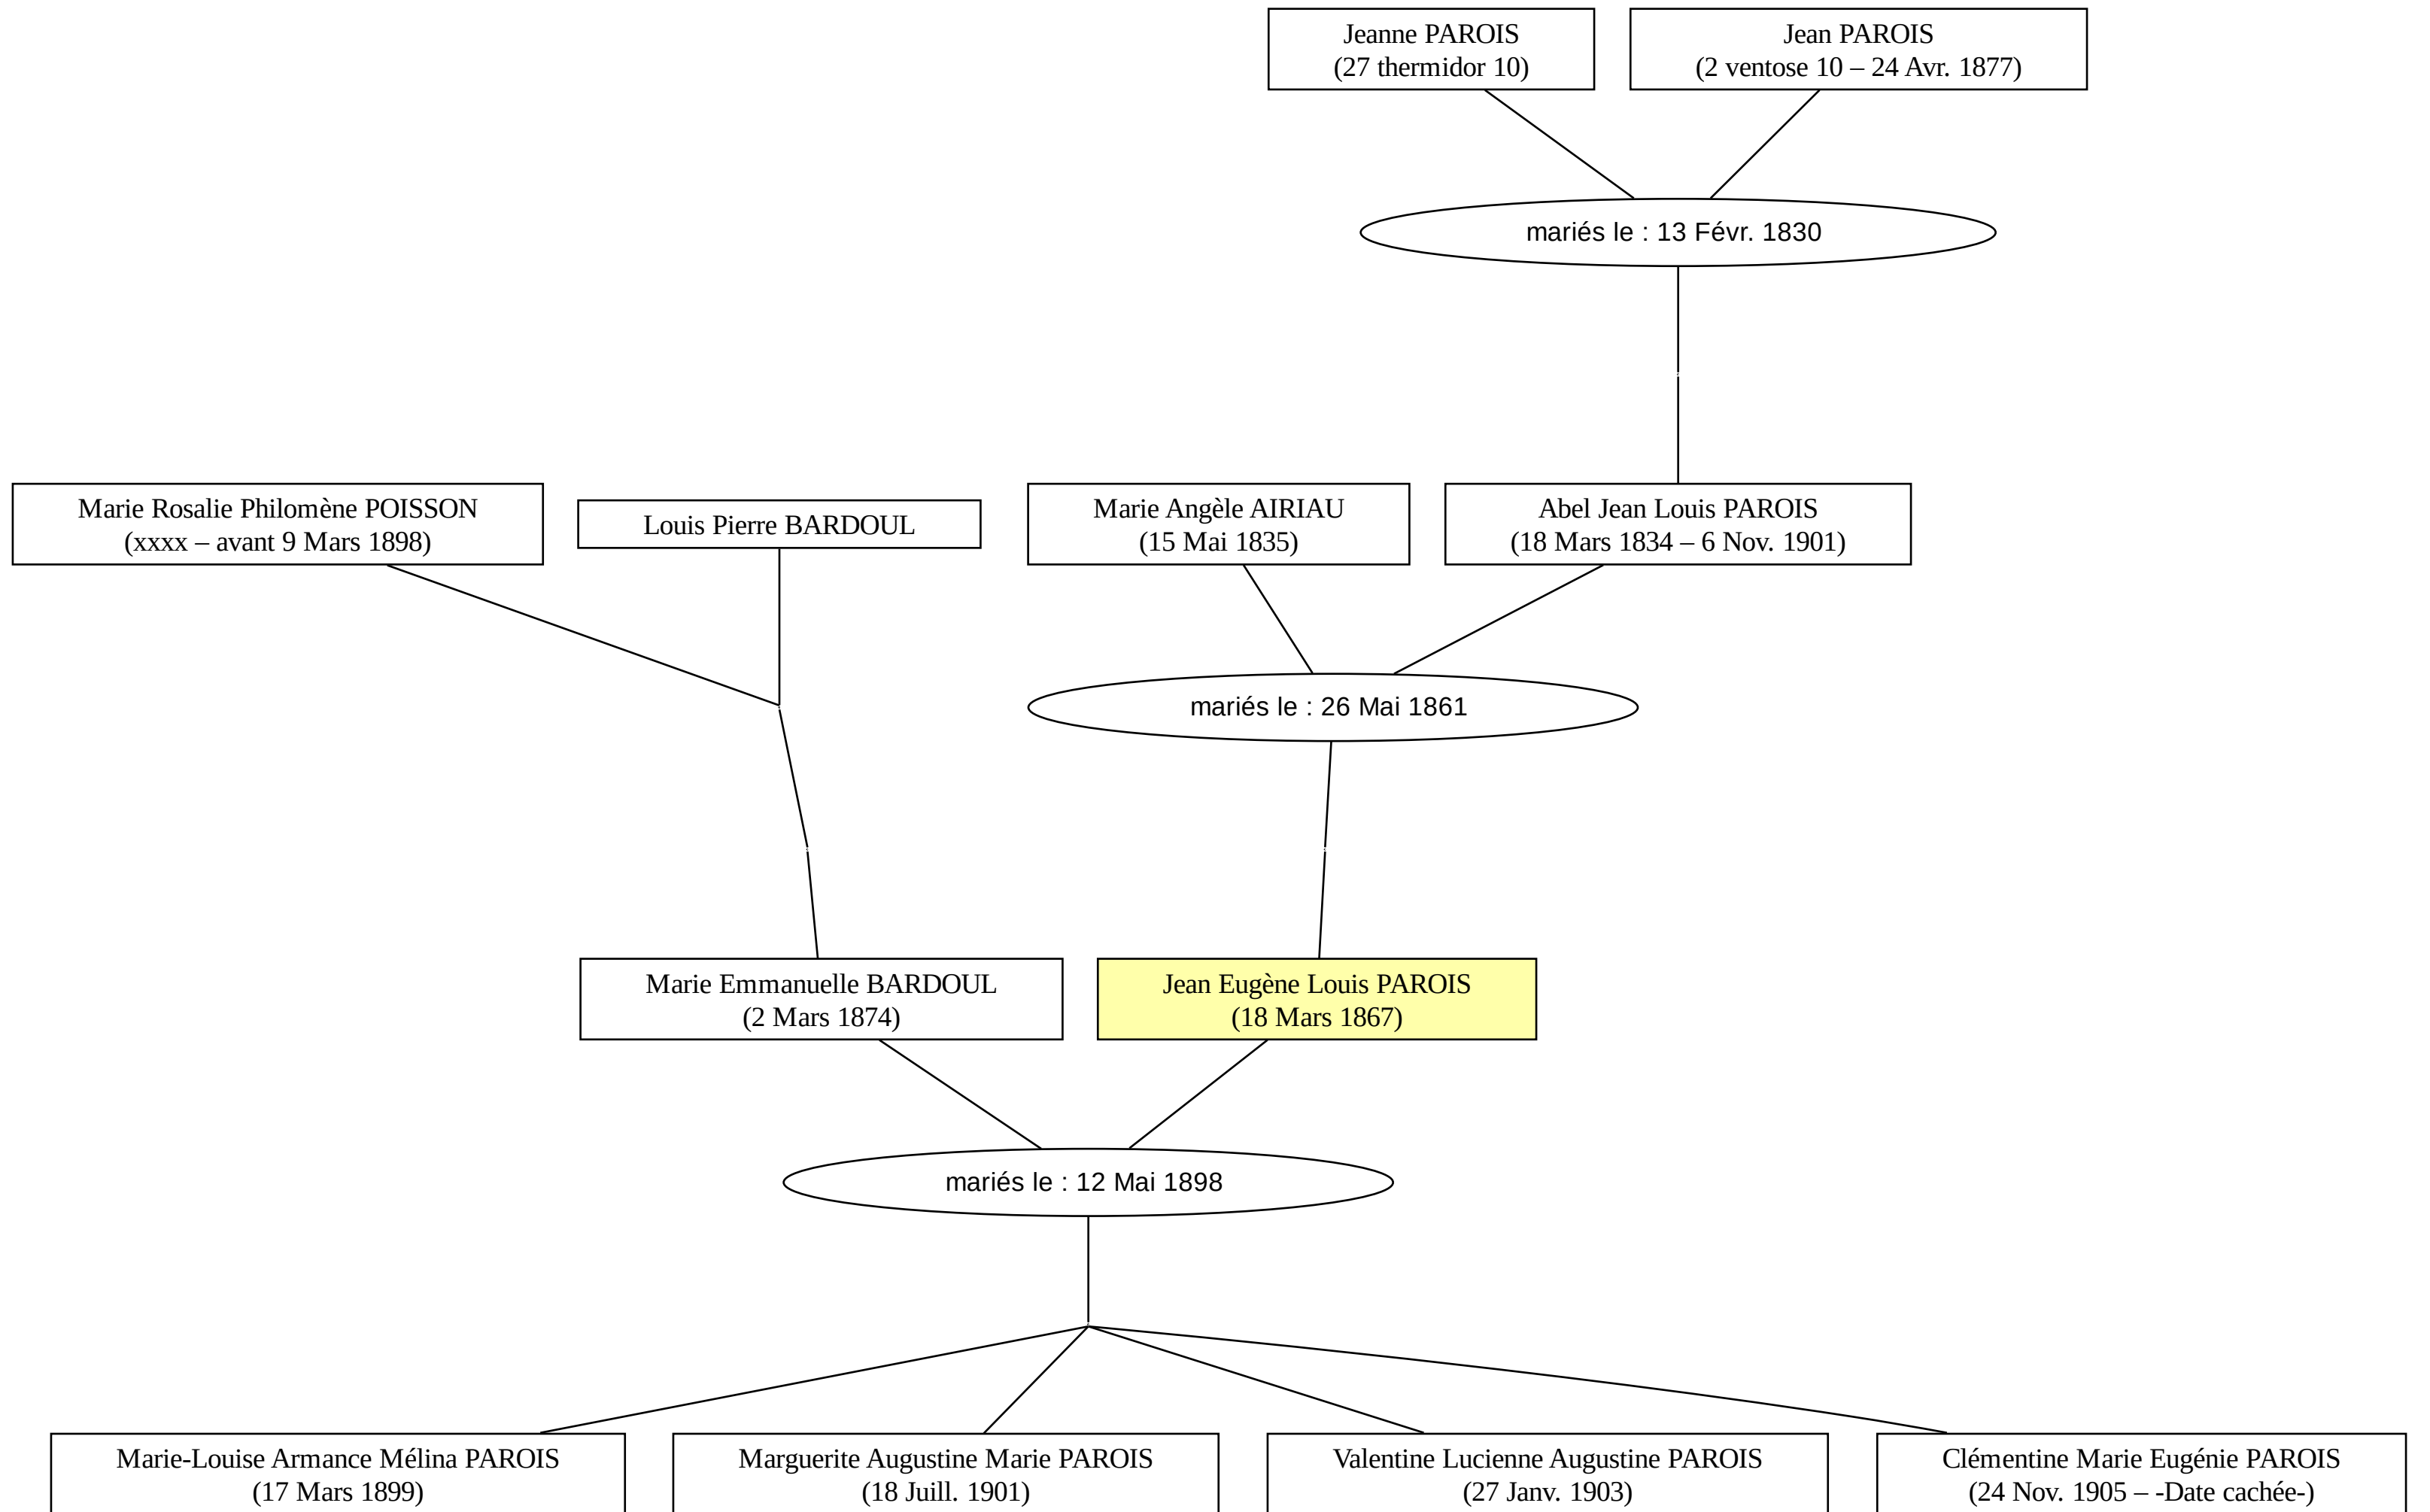 Jeanne PAROIS
(27 thermidor 10)
Jean PAROIS
(2 ventose 10 – 24 Avr. 1877)
mariés le : 13 Févr. 1830
Marie Rosalie Philomène POISSON
(xxxx – avant 9 Mars 1898)
Louis Pierre BARDOUL
Marie Angèle AIRIAU
(15 Mai 1835)
Abel Jean Louis PAROIS
(18 Mars 1834 – 6 Nov. 1901)
mariés le : 26 Mai 1861
Marie Emmanuelle BARDOUL
(2 Mars 1874)
Jean Eugène Louis PAROIS
(18 Mars 1867)
mariés le : 12 Mai 1898
Marie-Louise Armance Mélina PAROIS
(17 Mars 1899)
Marguerite Augustine Marie PAROIS
(18 Juill. 1901)
Valentine Lucienne Augustine PAROIS
(27 Janv. 1903)
Clémentine Marie Eugénie PAROIS
(24 Nov. 1905 – -Date cachée-)